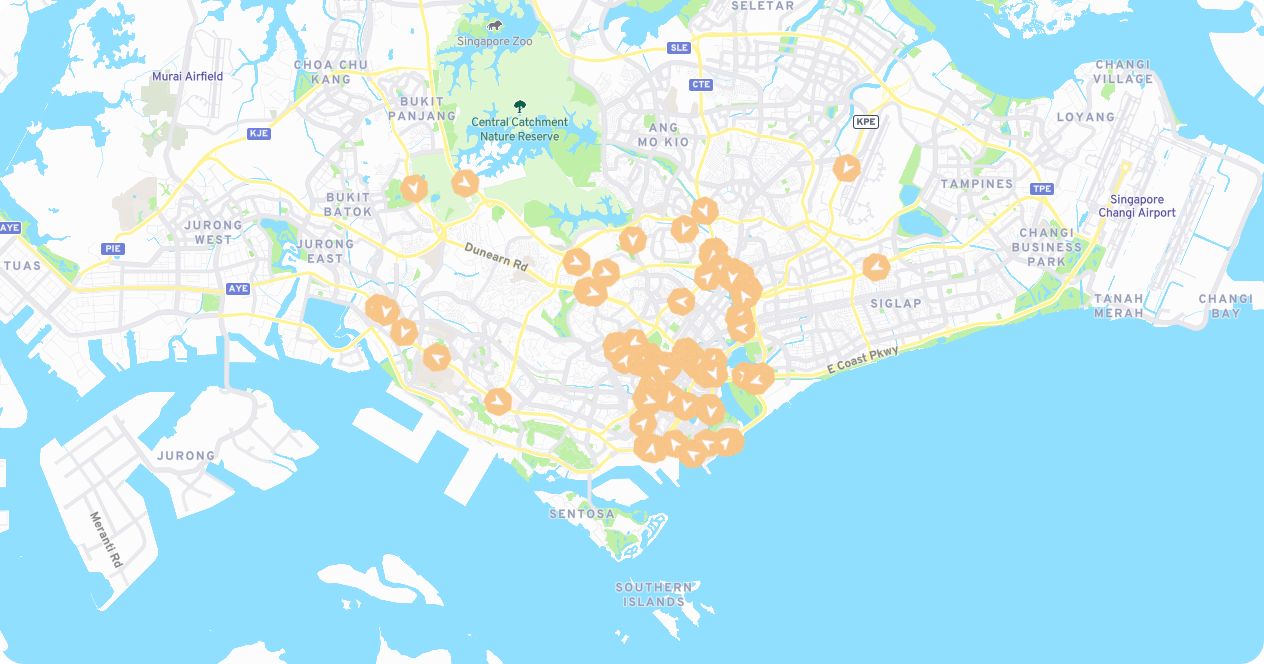 SELETAR
Singapore Zoo
SLE
CHOA CHU
KANG
Murai Airfield
CHANGI
VILLAGE
CTE
BUKIT
PANJANG
Central Catchment
Nature Reserve
KPE
LOYANG
KJE
ANG
MO KIO
TAMPINES
TPE
BUKIT
BATOK
Singapore
Changi Airport
AYE
JURONG
WEST
PIE
JURONG
EAST
Dunearn Rd
CHANGI
BUSINESS
PARK
TUAS
AYE
SIGLAP
TANAH
MERAH
CHANGI
BAY
E Coast Pkwy
JURONG
Meranti Rd
SENTOSA
SOUTHERN
ISLANDS